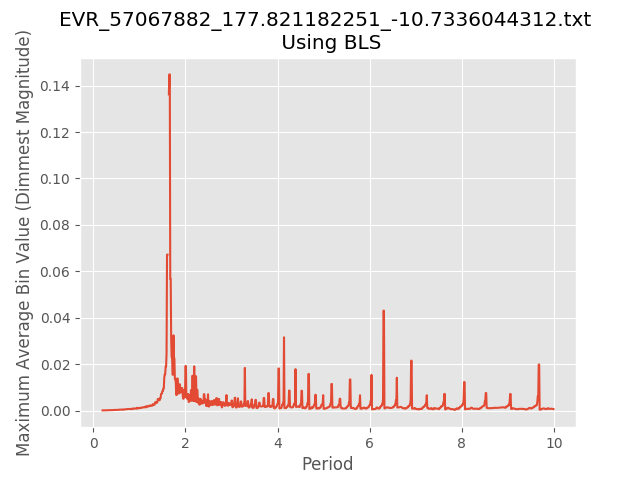 EVR_57067882_177.821182251_-10.7336044312.txt
Using BLS
Maximum Average Bin Value (Dimmest Magnitude)
0.14
0.12
0.10
0.08
0.06
0.04
0.02
0.00
0 2 4 6 8 10
Period